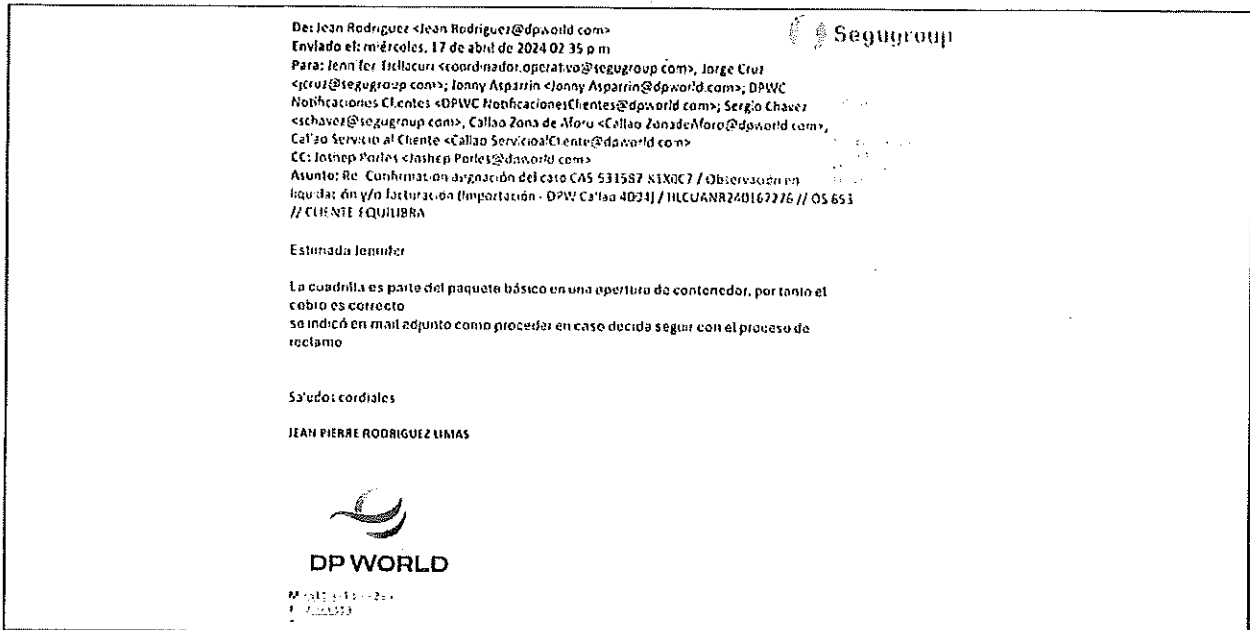 De: Jean Rodriguez <Jean Rodriguez@dpworld com>
Segugroup
Enviado el: miércoles, 17 de abril de 2024 02 35 p m
Para: Jennifer <coordinador.operativo@segugroup com>, Jorge Cruz
<jcruz@segugroup com>; Jonny Asparrin <Jonny Asparrin@dpworld.com>; DPWC
Notificaciones Clientes <DPWC NotificacionesClientes@dpworld com>; Sergio Chavez
<schavez@segugroup com>, Callao Zona de Aforo <Callao ZonadeAforo@dpworld com>,
Callao Servicio al Cliente <Callao ServicioalCliente@dpworld com>
CC: Porles Porles@dpworld com>
Asunto: Re Confirmation asignación del caso CAS 531587 / Observación en
liquidación y/o facturación (Importación - DPW Callao 4034) / // OS 653
// CLIENTE EQUILIBRA
Estimada Jennifer
La cuadrilla es parte del paquete básico en una apertura de contenedor, por tanto el
cobro es correcto
se indicó en mail adjunto como proceder en caso decida seguir con el proceso de
reclamo
Saludos cordiales
JEAN PIERRE RODRIGUEZ LIMAS
DP WORLD